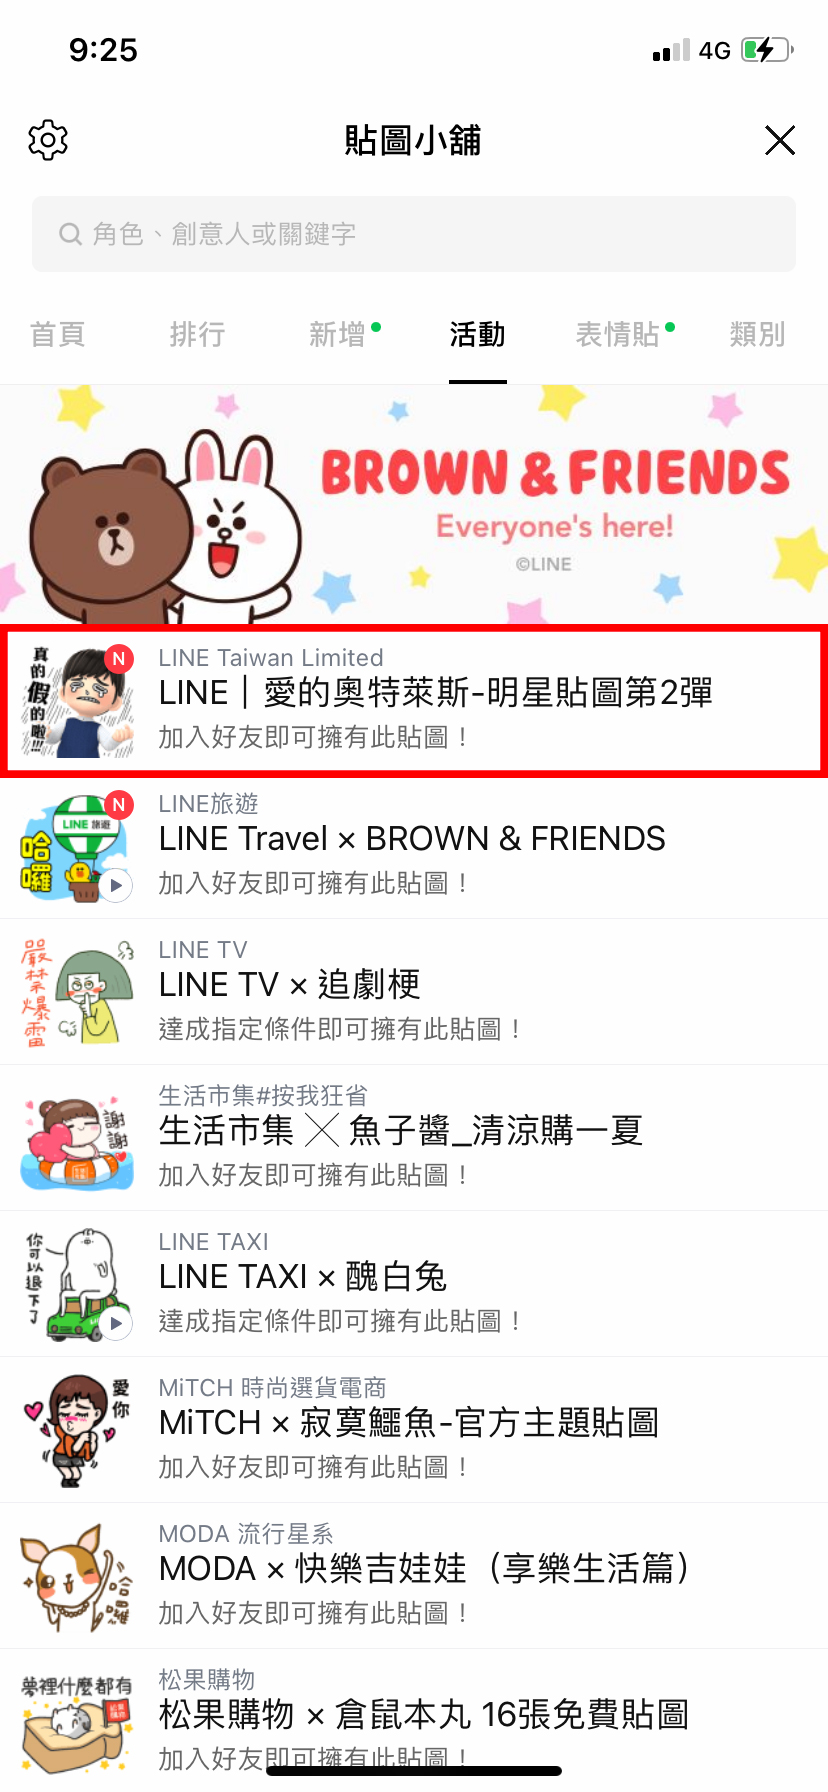 9:25
4G
貼圖小舖
角色、創意人或關鍵字
首頁 排行 新增 活動 表情貼 類別
BROWN & FRIENDS
Everyone's here!
©LINE
真的假的啦!!!
N
LINE Taiwan Limited
LINE｜愛的奧特萊斯-明星貼圖第2彈
加入好友即可擁有此貼圖！
哈囉
LINE 旅遊
N
LINE旅遊
LINE Travel × BROWN & FRIENDS
加入好友即可擁有此貼圖！
嚴禁爆雷
LINE TV
LINE TV × 追劇梗
達成指定條件即可擁有此貼圖！
謝謝
生活市集#按我狂省
生活市集 ╳ 魚子醬_清涼購一夏
加入好友即可擁有此貼圖！
你可以退下了
LINE TAXI
LINE TAXI × 醜白兔
達成指定條件即可擁有此貼圖！
愛你
MiTCH 時尚選貨電商
MiTCH × 寂寞鱷魚-官方主題貼圖
加入好友即可擁有此貼圖！
哈囉
MODA 流行星系
MODA × 快樂吉娃娃（享樂生活篇）
加入好友即可擁有此貼圖！
夢裡什麼都有
松果購物
松果購物 × 倉鼠本丸 16張免費貼圖
加入好友即可擁有此貼圖！